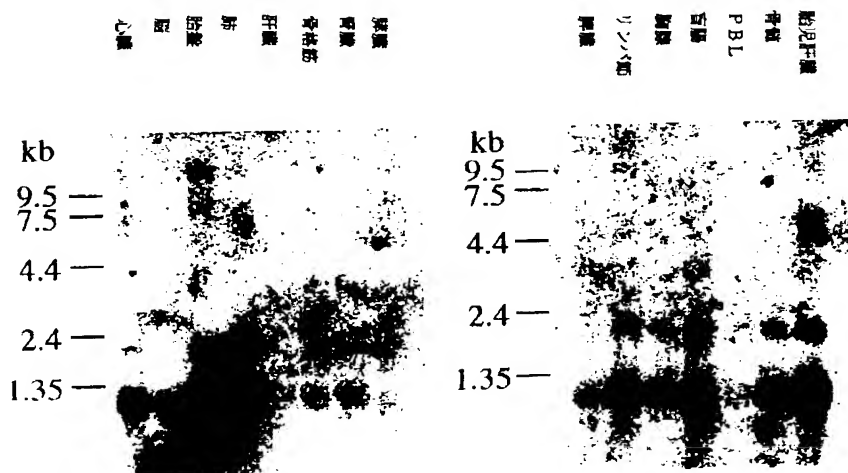 心臓
脳
胎盤
肺
肝臓
骨格筋
腎臓
膵臓
kb
9.5
7.5
4.4
2.4
1.35
脾臓
リンパ節
胸腺
盲腸
PBL
骨髄
胎児肝臓
kb
9.5
7.5
4.4
2.4
1.35